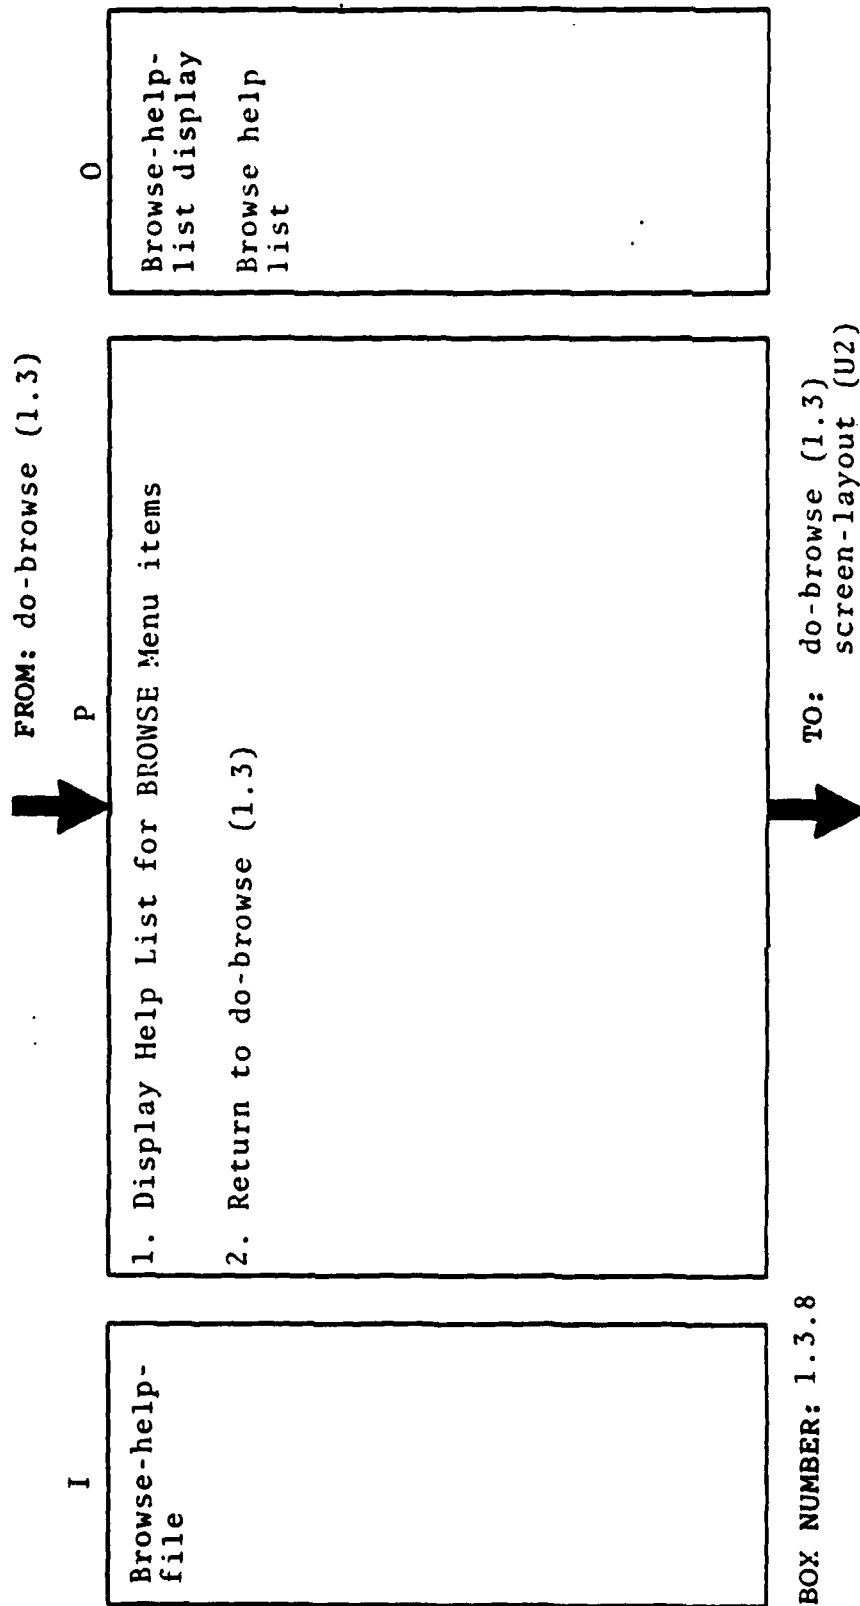 FROM: do-browse (1.3)
I
P
O
Browse-help-
file
1. Display Help List for BROWSE Menu items
2. Return to do-browse (1.3)
Browse-help-
list display
Browse help
list
BOX NUMBER: 1.3.8
TO: do-browse (1.3)
screen-layout (U2)